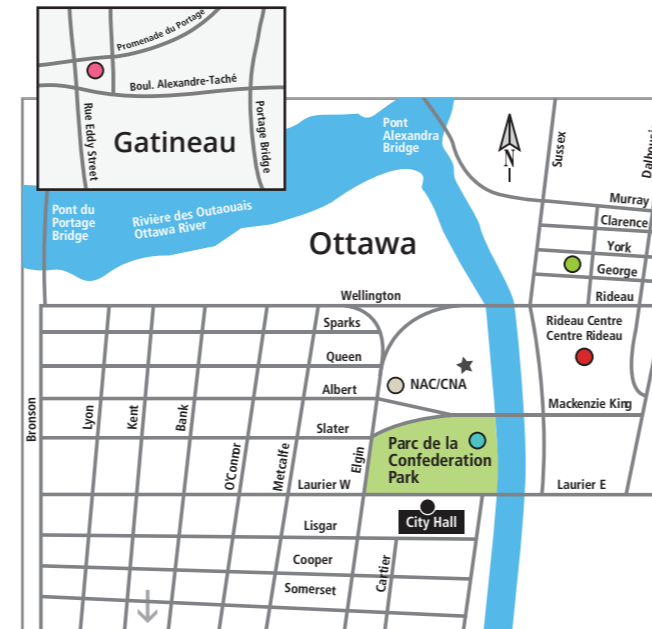 Promenade du Portage
Boul. Alexandre-Taché
Rue Eddy Street
Portage Bridge
Gatineau
Pont
Alexandra
Bridge
N
Sussex
Dalhousie
Pont du
Portage
Bridge
Rivière des Outaouais
Ottawa River
Ottawa
Murray
Clarence
York
George
Rideau
Wellington
Sparks
Queen
Albert
Slater
Laurier W
Lisgar
Cooper
Somerset
Bronson
Lyon
Kent
Bank
O'Connor
Metcalfe
Elgin
Cartier
NAC/CNA
Rideau Centre
Centre Rideau
Mackenzie King
Parc de la
Confederation
Park
Laurier E
City Hall